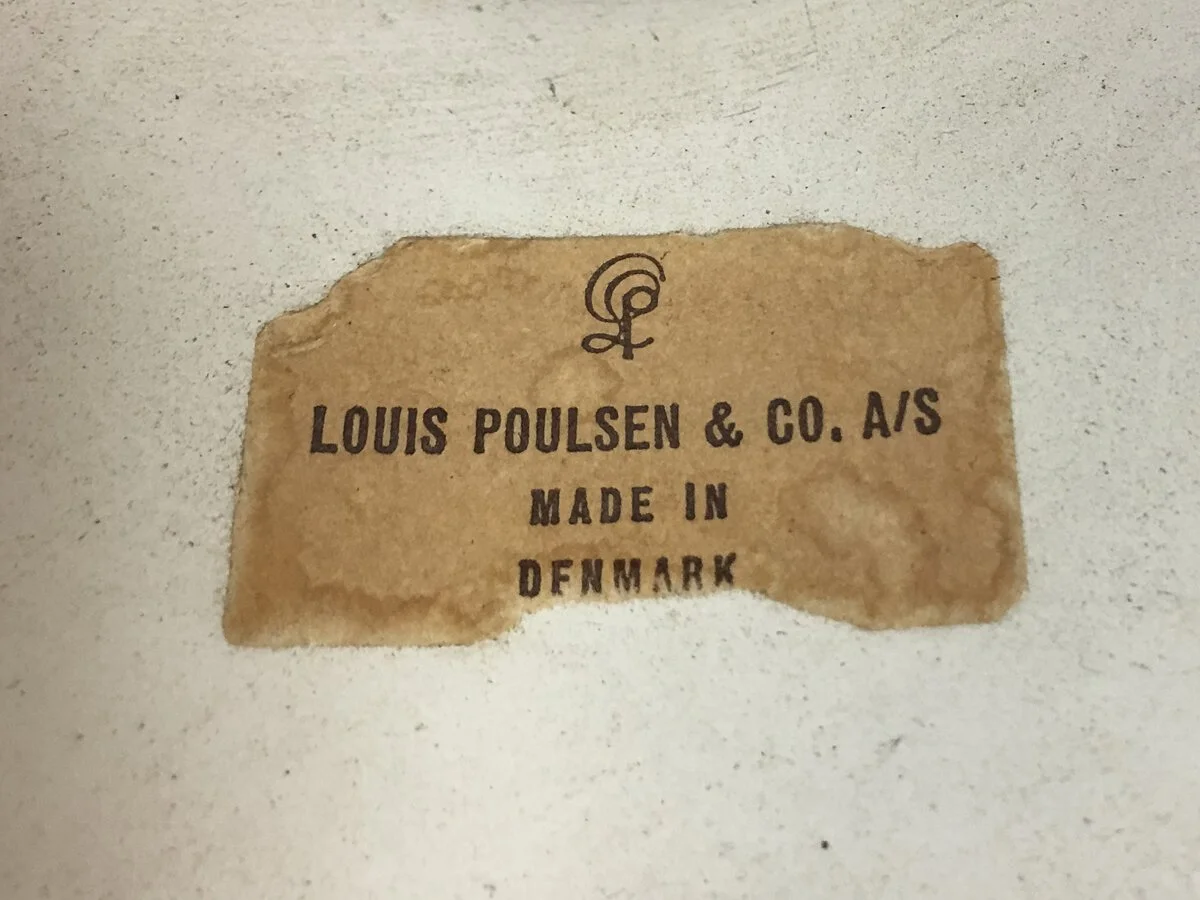 LOUIS POULSEN & CO. A/S
MADE IN
DENMARK